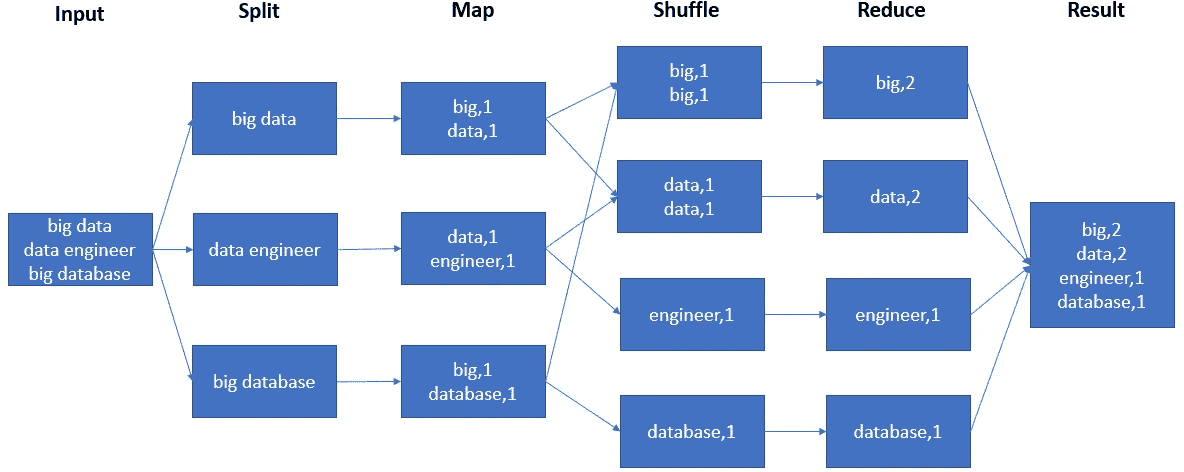 Input
Split
Map
Shuffle
Reduce
Result
big data
data engineer
big database
big data
data engineer
big database
big,1
data,1
data,1
engineer,1
big,1
database,1
big,1
big,1
data,1
data,1
engineer,1
database,1
big,2
data,2
engineer,1
database,1
big,2
data,2
engineer,1
database,1